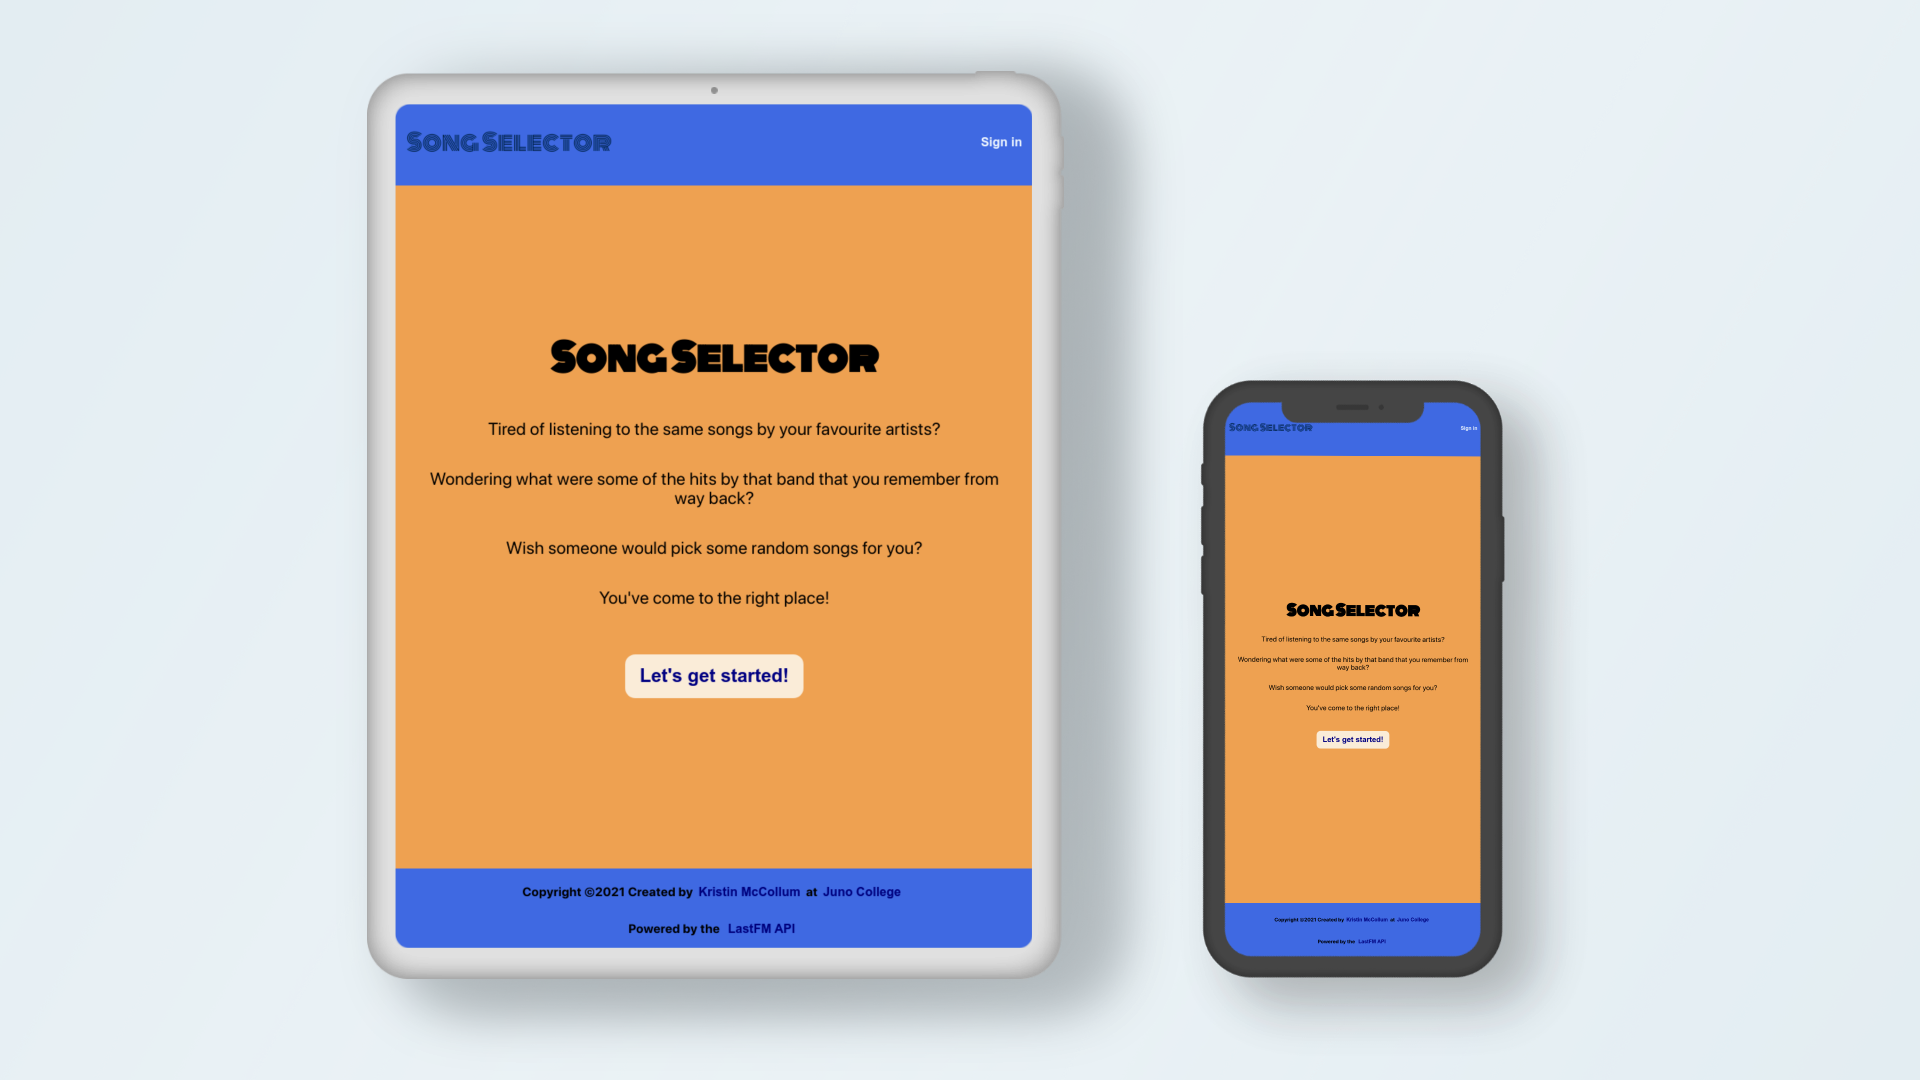 Song Selector
Sign in
Song Selector
Tired of listening to the same songs by your favourite artists?
Wondering what were some of the hits by that band that you remember from
way back?
Wish someone would pick some random songs for you?
You've come to the right place!
Let's get started!
Copyright ©2021 Created by Kristin McCollum at Juno College
Powered by the LastFM API
Song Selector
Sign in
Song Selector
Tired of listening to the same songs by your favourite artists?
Wondering what were some of the hits by that band that you remember from
way back?
Wish someone would pick some random songs for you?
You've come to the right place!
Let's get started!
Copyright ©2021 Created by Kristin McCollum at Juno College
Powered by the LastFM API